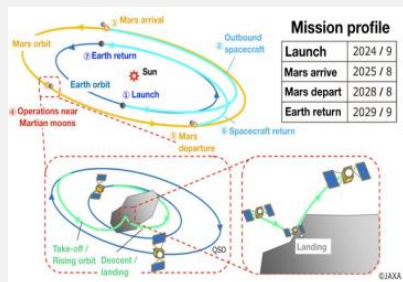 ③ Mars arrival
Mars orbit
⑦ Earth return
② Outbound
spacecraft
Sun
Earth orbit
① Launch
④ Operations near
Martian moons
⑤ Mars
departure
⑥ Spacecraft return
Mission profile
Launch 2024 / 9
Mars arrive 2025 / 8
Mars depart 2028 / 8
Earth return 2029 / 9
QSO
Take-off /
Rising orbit
Descent /
landing
Landing
©JAXA